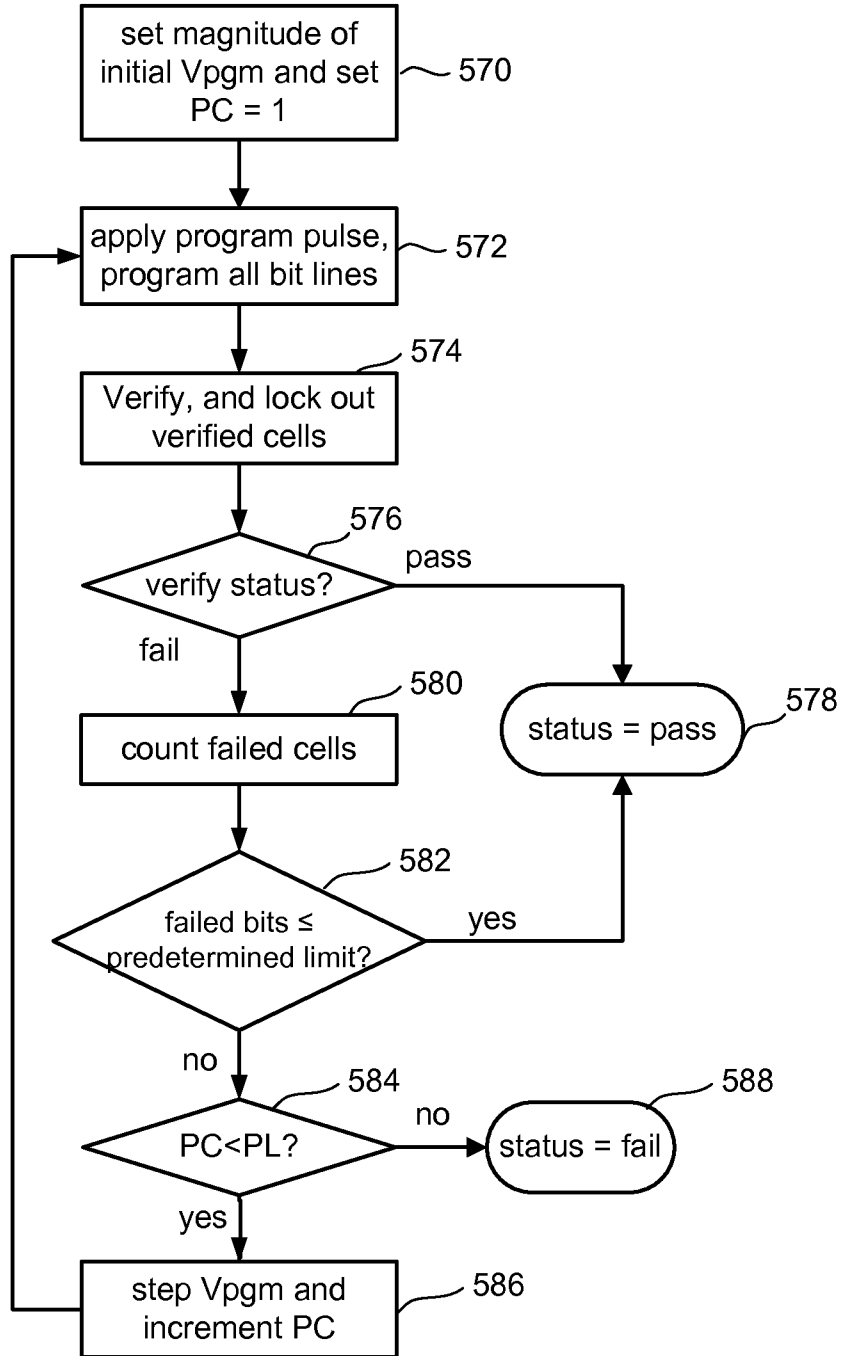 set magnitude of
initial Vpgm and set
PC = 1
570
apply program pulse,
program all bit lines
572
574
Verify, and lock out
verified cells
576
pass
verify status?
fail
580
count failed cells
578
status = pass
582
failed bits ≤
predetermined limit?
yes
no
584
588
no
PC<PL?
status = fail
yes
step Vpgm and
increment PC
586